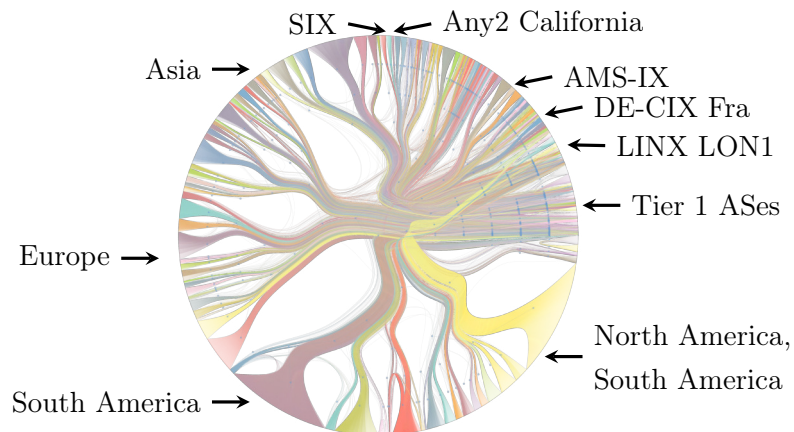 SIX
Any2 California
Asia
AMS-IX
DE-CIX Fra
LINX LON1
Tier 1 ASes
Europe
North America,
South America
South America